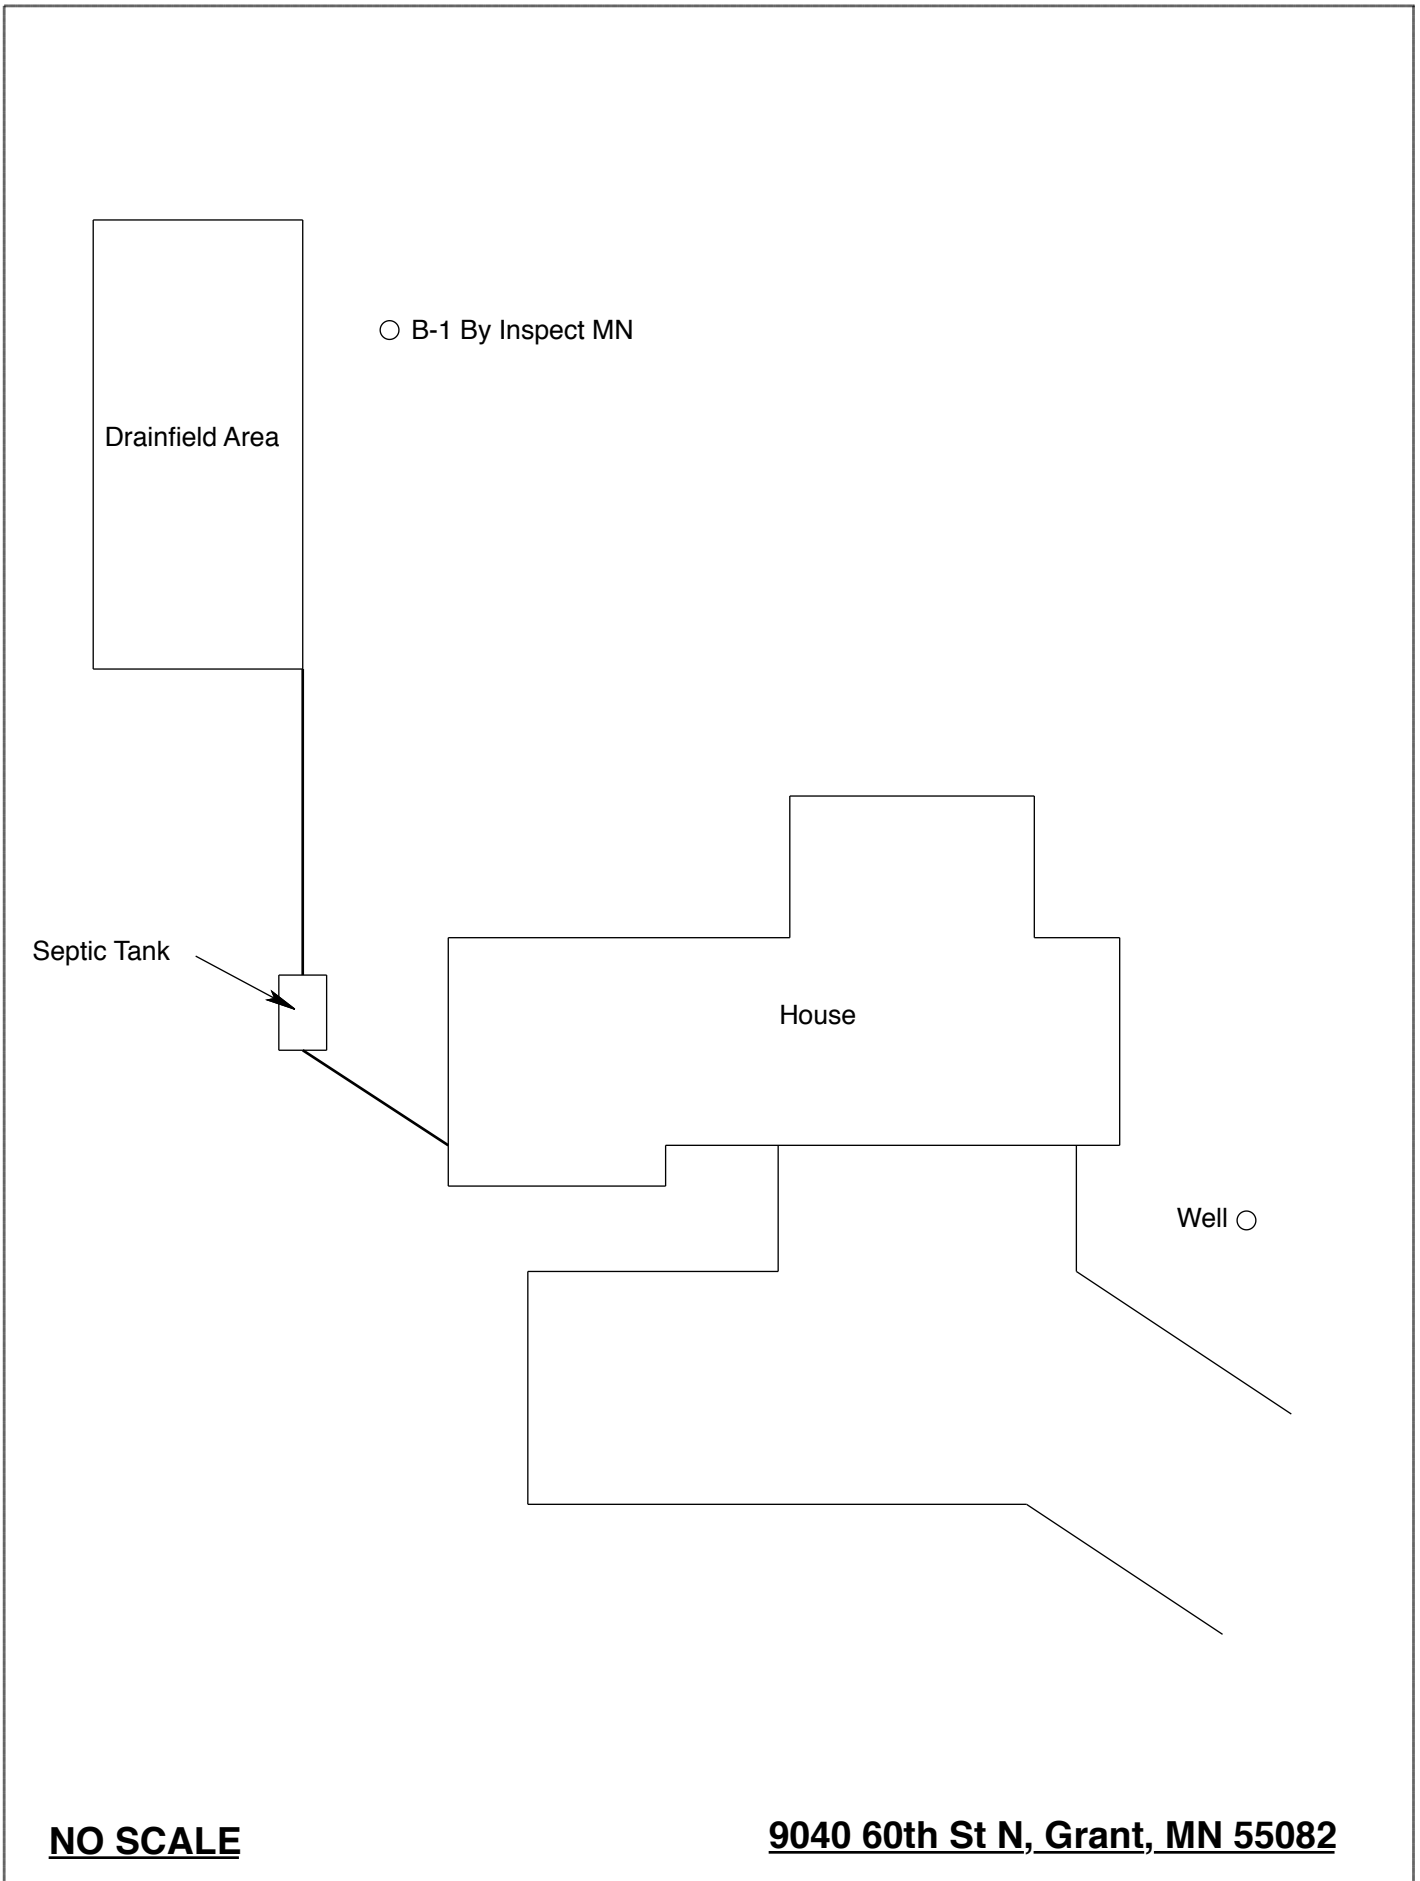 B-1 By Inspect MN
Drainfield Area
Septic Tank
House
Well
NO SCALE
9040 60th St N, Grant, MN 55082